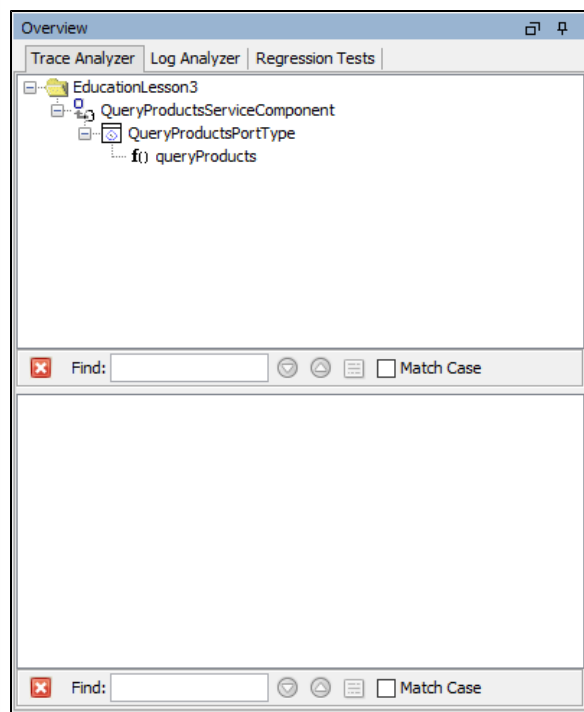 Overview
Trace Analyzer Log Analyzer Regression Tests
EducationLesson3
QueryProductsServiceComponent
QueryProductsPortType
f() queryProducts
Find: Match Case
Find: Match Case